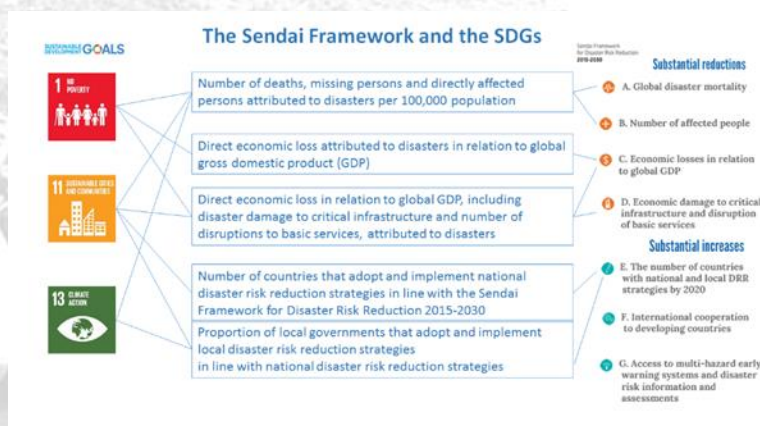 The Sendai Framework and the SDGs
SUSTAINABLE
DEVELOPMENT GOALS
Sendai Framework
for Disaster Risk Reduction
2015-2030
1 NO
POVERTY
11 SUSTAINABLE CITIES
AND COMMUNITIES
13 CLIMATE
ACTION
Number of deaths, missing persons and directly affected
persons attributed to disasters per 100,000 population
Direct economic loss attributed to disasters in relation to global
gross domestic product (GDP)
Direct economic loss in relation to global GDP, including
disaster damage to critical infrastructure and number of
disruptions to basic services, attributed to disasters
Number of countries that adopt and implement national
disaster risk reduction strategies in line with the Sendai
Framework for Disaster Risk Reduction 2015-2030
Proportion of local governments that adopt and implement
local disaster risk reduction strategies
in line with national disaster risk reduction strategies
Substantial reductions
A. Global disaster mortality
B. Number of affected people
C. Economic losses in relation
to global GDP
D. Economic damage to critical
infrastructure and disruption
of basic services
Substantial increases
E. The number of countries
with national and local DRR
strategies by 2020
F. International cooperation
to developing countries
G. Access to multi-hazard early
warning systems and disaster
risk information and
assessments